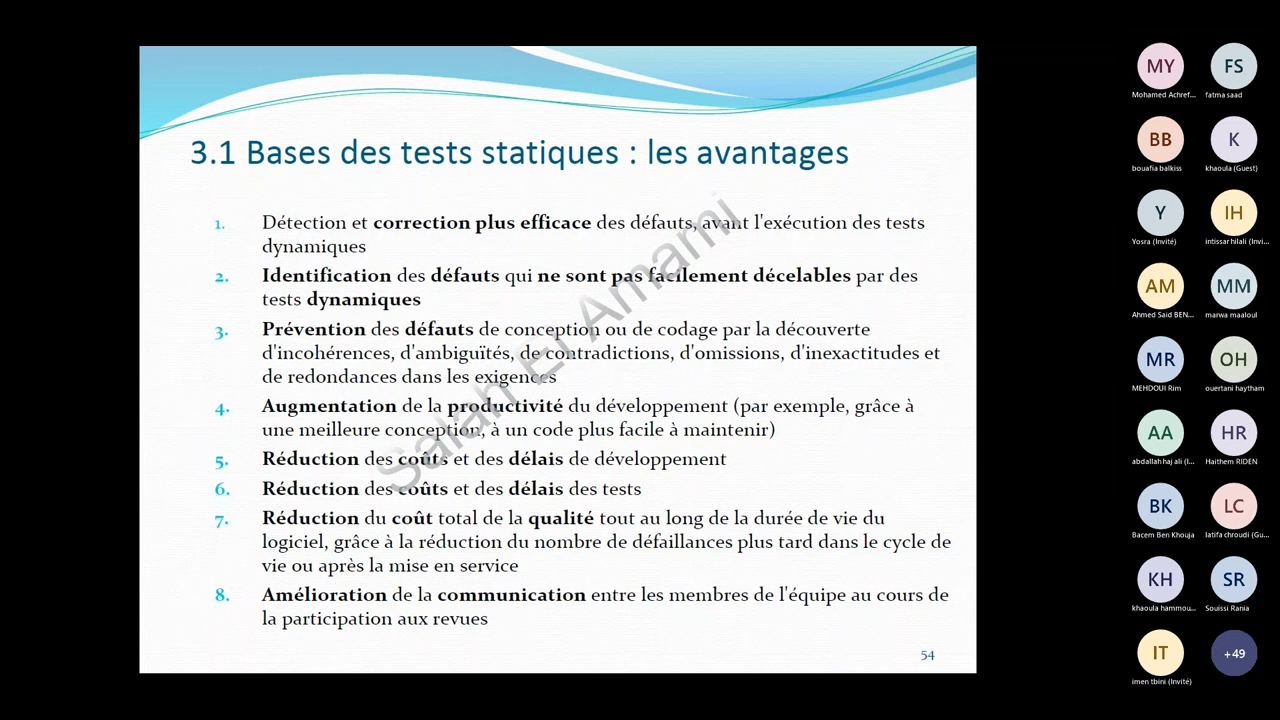 3.1 Bases des tests statiques : les avantages
1. Détection et correction plus efficace des défauts, avant l'exécution des tests
dynamiques
2. Identification des défauts qui ne sont pas facilement décelables par des
tests dynamiques
3. Prévention des défauts de conception ou de codage par la découverte
d'incohérences, d'ambiguïtés, de contradictions, d'omissions, d'inexactitudes et
de redondances dans les exigences
4. Augmentation de la productivité du développement (par exemple, grâce à
une meilleure conception, à un code plus facile à maintenir)
5. Réduction des coûts et des délais de développement
6. Réduction des coûts et des délais des tests
7. Réduction du coût total de la qualité tout au long de la durée de vie du
logiciel, grâce à la réduction du nombre de défaillances plus tard dans le cycle de
vie ou après la mise en service
8. Amélioration de la communication entre les membres de l'équipe au cours de
la participation aux revues
54
Salah El Amami
MY FS
Mohamed Achref... fatma saad
BB K
bouafia balkiss khaoula (Guest)
Y IH
Yosra (Invité) intissar hilali (Invi...
AM MM
Ahmed Said BEN... marwa maaloul
MR OH
MEHDOUI Rim ouertani haytham
AA HR
abdallah haj ali (I... Haithem RIDEN
BK LC
Bacem Ben Khouja latifa chroudi (Gu...
KH SR
khaoula hammou... Souissi Rania
IT +49
imen tbini (Invité)